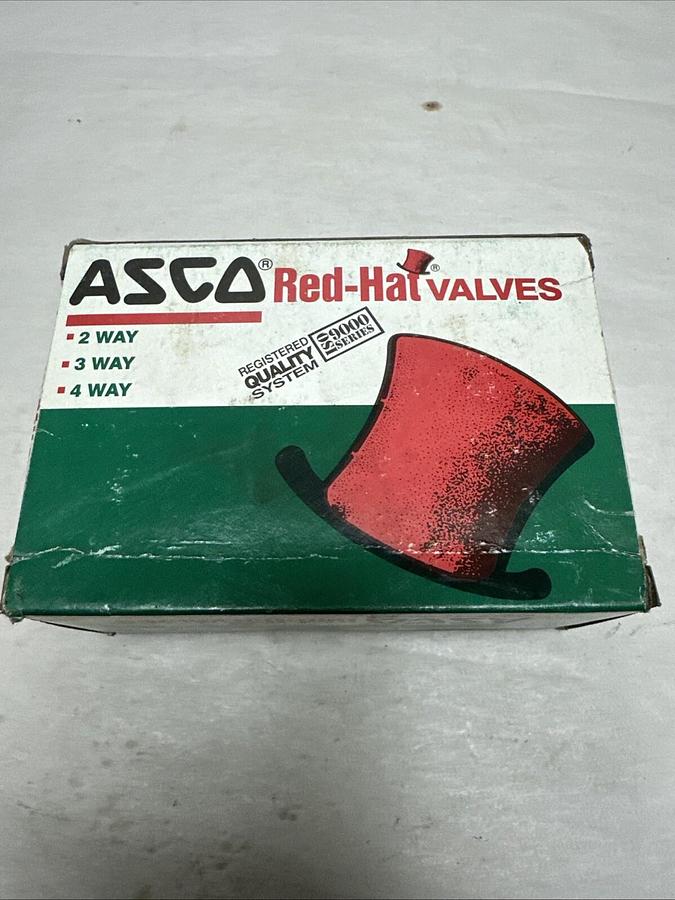 ASCO® Red-Hat® VALVES
▪ 2 WAY
▪ 3 WAY
▪ 4 WAY
REGISTERED
QUALITY
SYSTEM
ISO
9000
SERIES